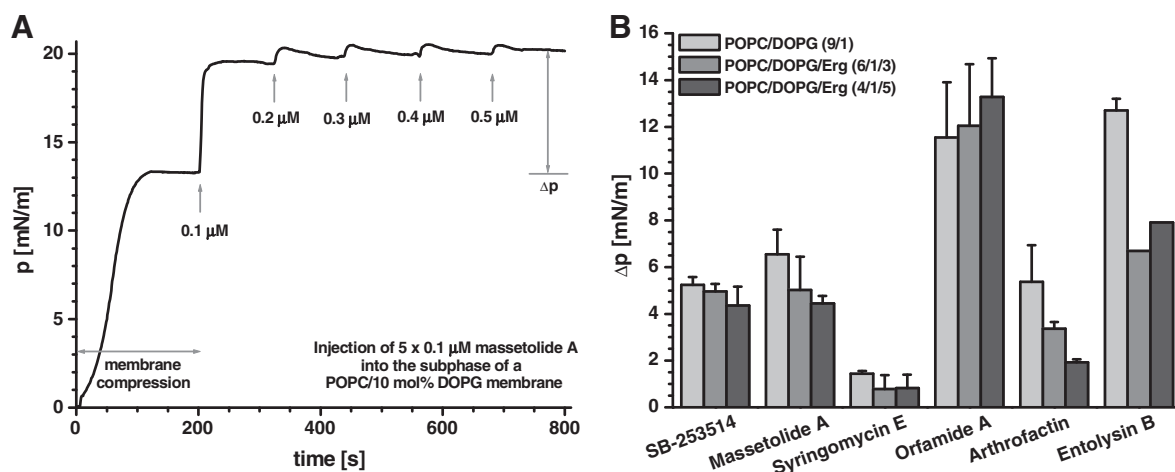 A
p [mN/m]
20
15
10
5
0
0 200 400 600 800
time [s]
0.1 µM
0.2 µM
0.3 µM
0.4 µM
0.5 µM
Δp
membrane
compression
Injection of 5 x 0.1 µM massetolide A
into the subphase of a
POPC/10 mol% DOPG membrane
B
Δp [mN/m]
16
14
12
10
8
6
4
2
0
POPC/DOPG (9/1)
POPC/DOPG/Erg (6/1/3)
POPC/DOPG/Erg (4/1/5)
SB-253514
Massetolide A
Syringomycin E
Orfamide A
Arthrofactin
Entolysin B